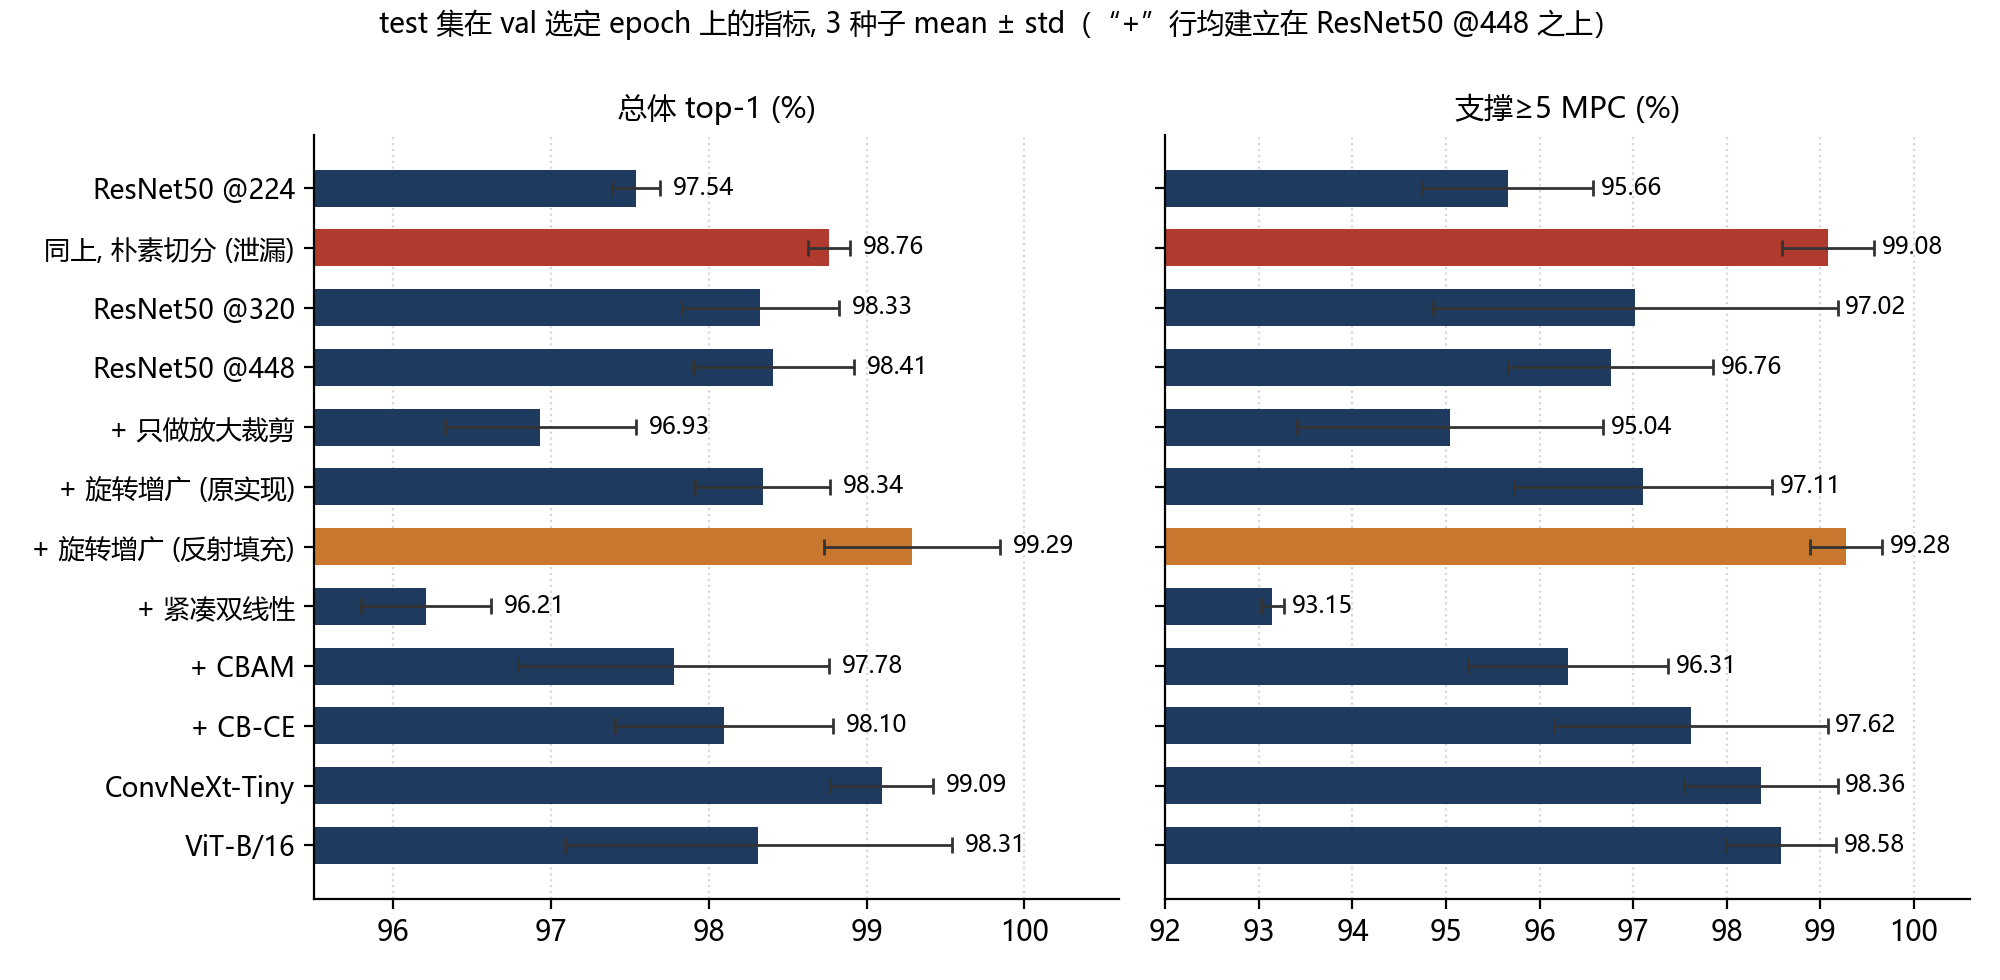 test 集在 val 选定 epoch 上的指标, 3 种子 mean ± std（“+”行均建立在 ResNet50 @448 之上）
总体 top-1 (%)
支撑≥5 MPC (%)
ResNet50 @224
97.54
95.66
同上, 朴素切分 (泄漏)
98.76
99.08
ResNet50 @320
98.33
97.02
ResNet50 @448
98.41
96.76
+ 只做放大裁剪
96.93
95.04
+ 旋转增广 (原实现)
98.34
97.11
+ 旋转增广 (反射填充)
99.29
99.28
+ 紧凑双线性
96.21
93.15
+ CBAM
97.78
96.31
+ CB-CE
98.10
97.62
ConvNeXt-Tiny
99.09
98.36
ViT-B/16
98.31
98.58
96 97 98 99 100
92 93 94 95 96 97 98 99 100